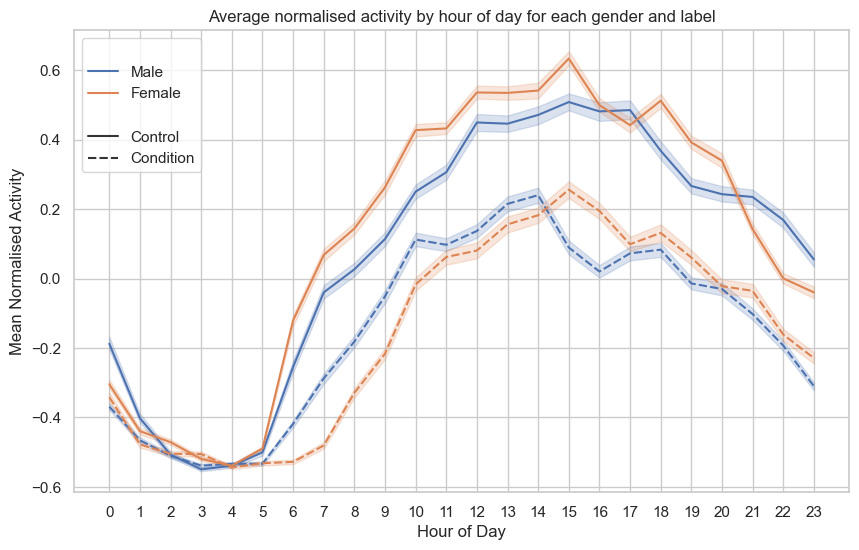 Average normalised activity by hour of day for each gender and label
Male
Female
Control
Condition
Mean Normalised Activity
0.6
0.4
0.2
0.0
−0.2
−0.4
−0.6
0 1 2 3 4 5 6 7 8 9 10 11 12 13 14 15 16 17 18 19 20 21 22 23
Hour of Day